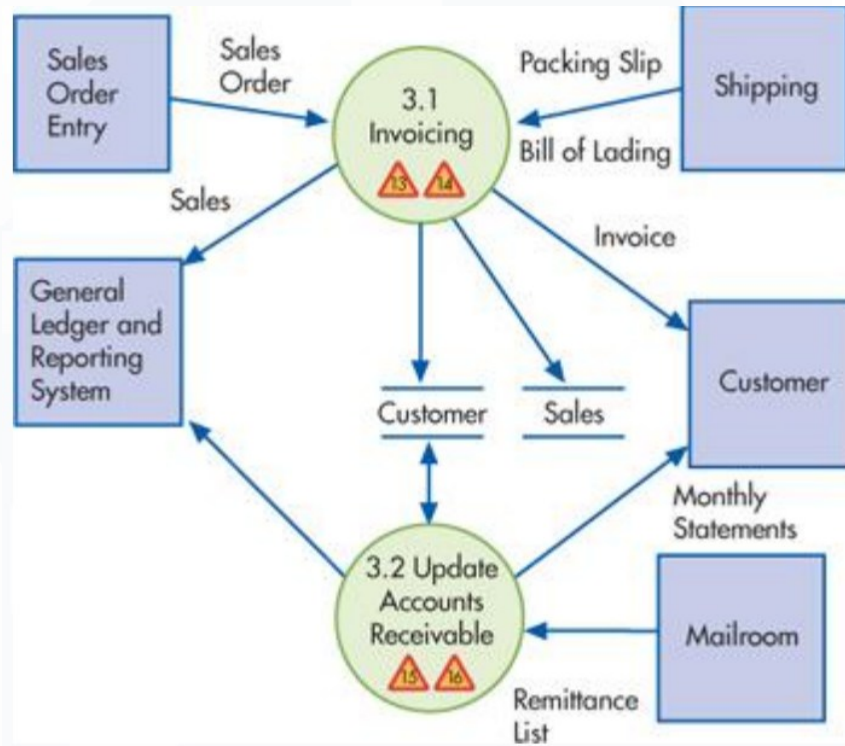 Sales
Order
Entry
Sales
Order
3.1
Invoicing
13 14
Packing Slip
Bill of Lading
Shipping
Sales
Invoice
General
Ledger and
Reporting
System
Customer
Sales
Customer
Monthly
Statements
3.2 Update
Accounts
Receivable
15 16
Mailroom
Remittance
List